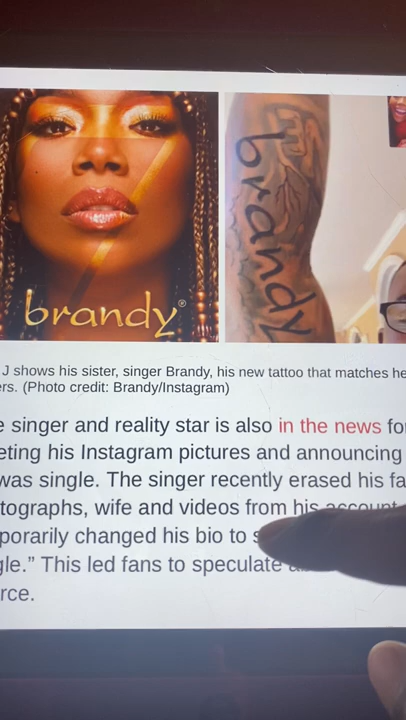 brandy®
brandy
J shows his sister, singer Brandy, his new tattoo that matches he
ers. (Photo credit: Brandy/Instagram)
e singer and reality star is also in the news fo
eting his Instagram pictures and announcing
was single. The singer recently erased his fa
tographs, wife and videos from his account
porarily changed his bio to s
gle.” This led fans to speculate
rce.